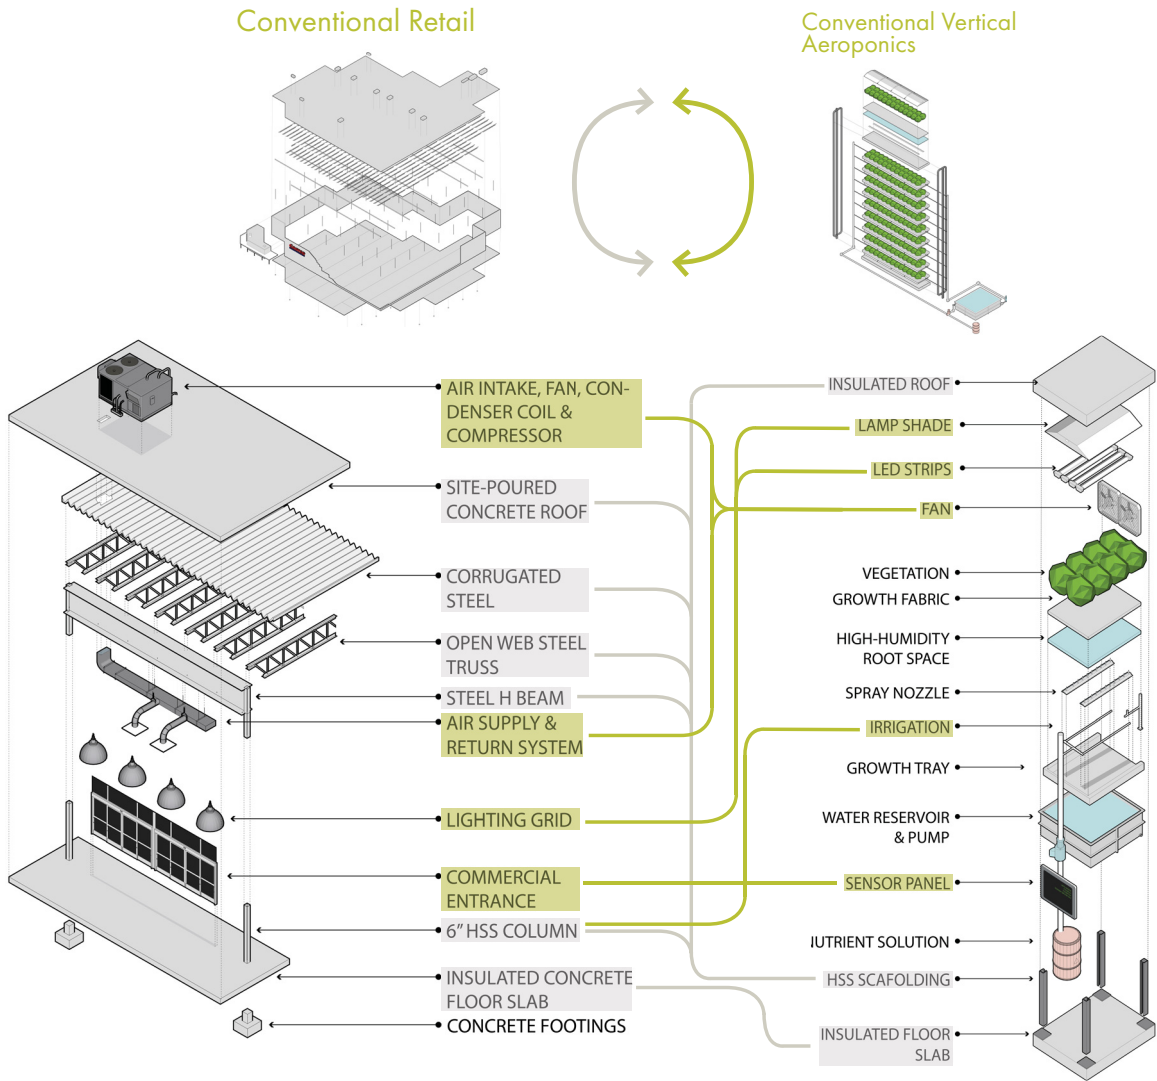 Conventional Retail
Conventional Vertical
Aeroponics
AIR INTAKE, FAN, CON-
DENSER COIL &
COMPRESSOR
SITE-POURED
CONCRETE ROOF
CORRUGATED
STEEL
OPEN WEB STEEL
TRUSS
STEEL H BEAM
AIR SUPPLY &
RETURN SYSTEM
LIGHTING GRID
COMMERCIAL
ENTRANCE
6” HSS COLUMN
INSULATED CONCRETE
FLOOR SLAB
CONCRETE FOOTINGS
INSULATED ROOF
LAMP SHADE
LED STRIPS
FAN
VEGETATION
GROWTH FABRIC
HIGH-HUMIDITY
ROOT SPACE
SPRAY NOZZLE
IRRIGATION
GROWTH TRAY
WATER RESERVOIR
& PUMP
SENSOR PANEL
UTRIENT SOLUTION
HSS SCAFOLDING
INSULATED FLOOR
SLAB